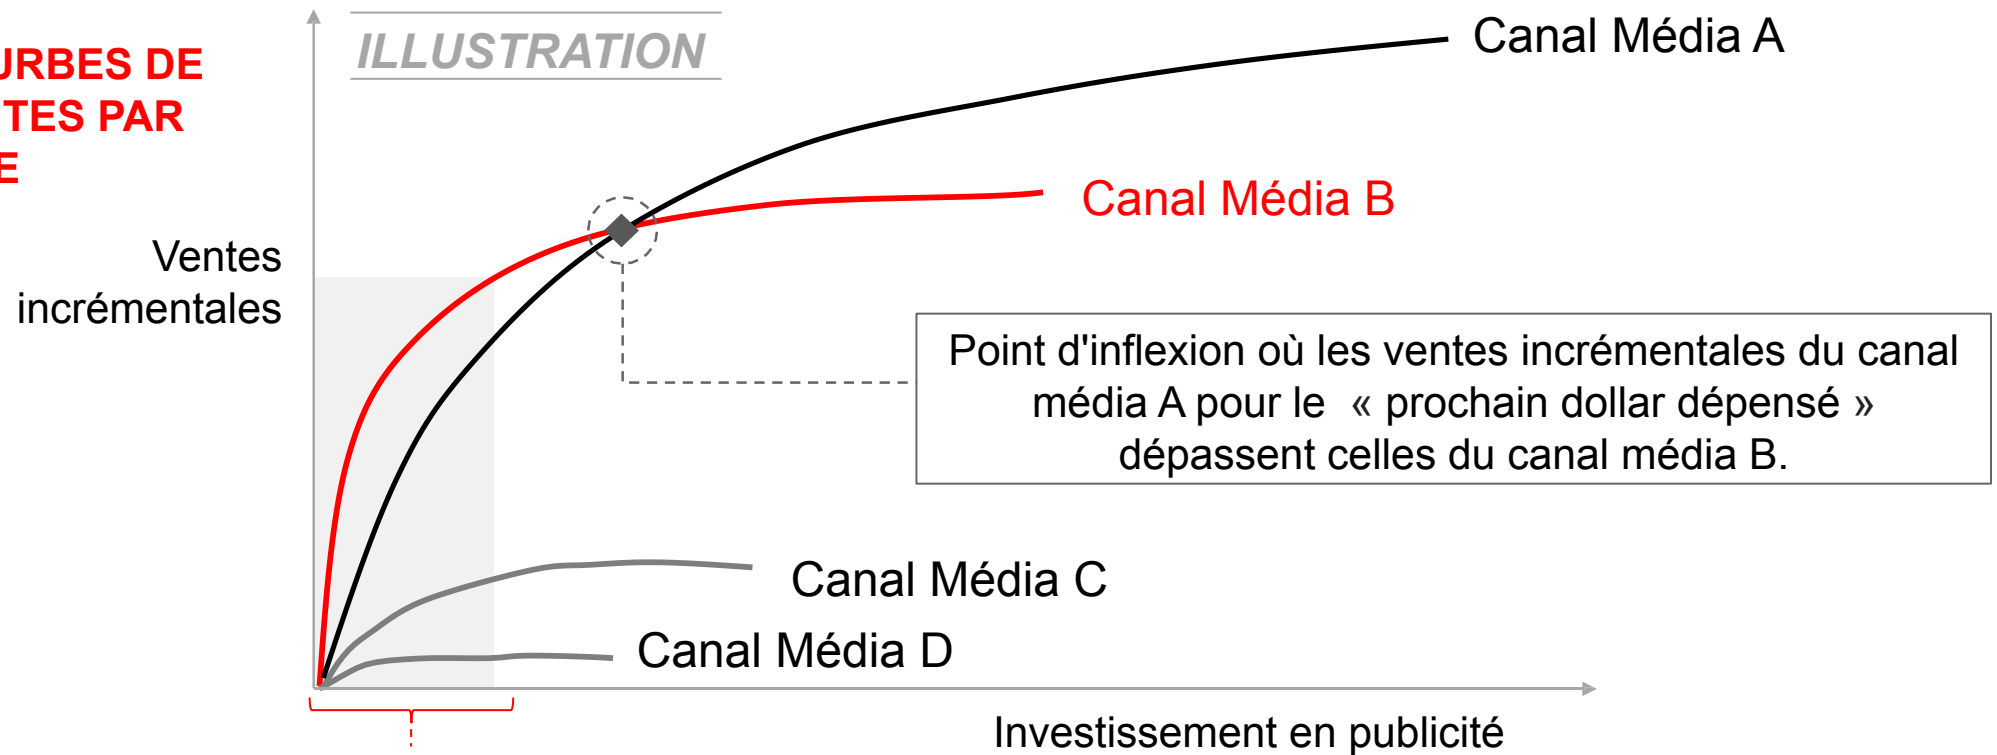 ILLUSTRATION
URBES DE
TES PAR
E
Canal Média A
Canal Média B
Ventes
incrémentales
Point d'inflexion où les ventes incrémentales du canal
média A pour le « prochain dollar dépensé »
dépassent celles du canal média B.
Canal Média C
Canal Média D
Investissement en publicité